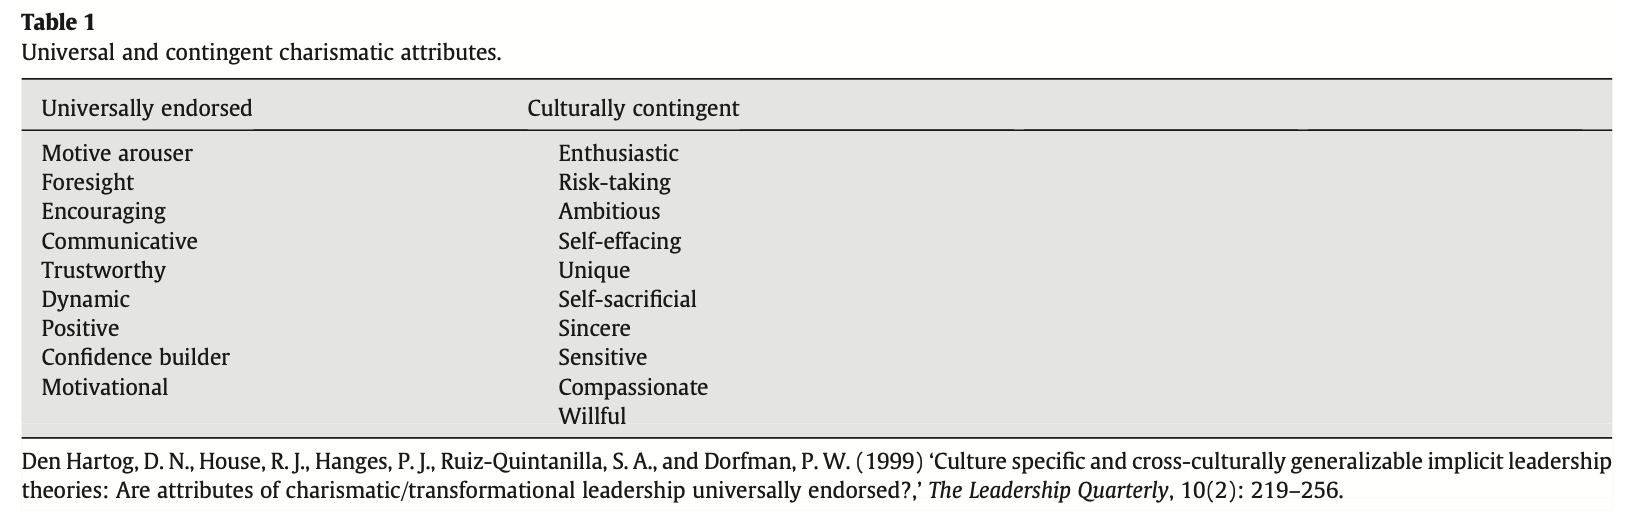 Table 1
Universal and contingent charismatic attributes.
Universally endorsed Culturally contingent
Motive arouser Enthusiastic
Foresight Risk-taking
Encouraging Ambitious
Communicative Self-effacing
Trustworthy Unique
Dynamic Self-sacrificial
Positive Sincere
Confidence builder Sensitive
Motivational Compassionate
Willful
Den Hartog, D. N., House, R. J., Hanges, P. J., Ruiz-Quintanilla, S. A., and Dorfman, P. W. (1999) ‘Culture specific and cross-culturally generalizable implicit leadership
theories: Are attributes of charismatic/transformational leadership universally endorsed?,’ The Leadership Quarterly, 10(2): 219–256.